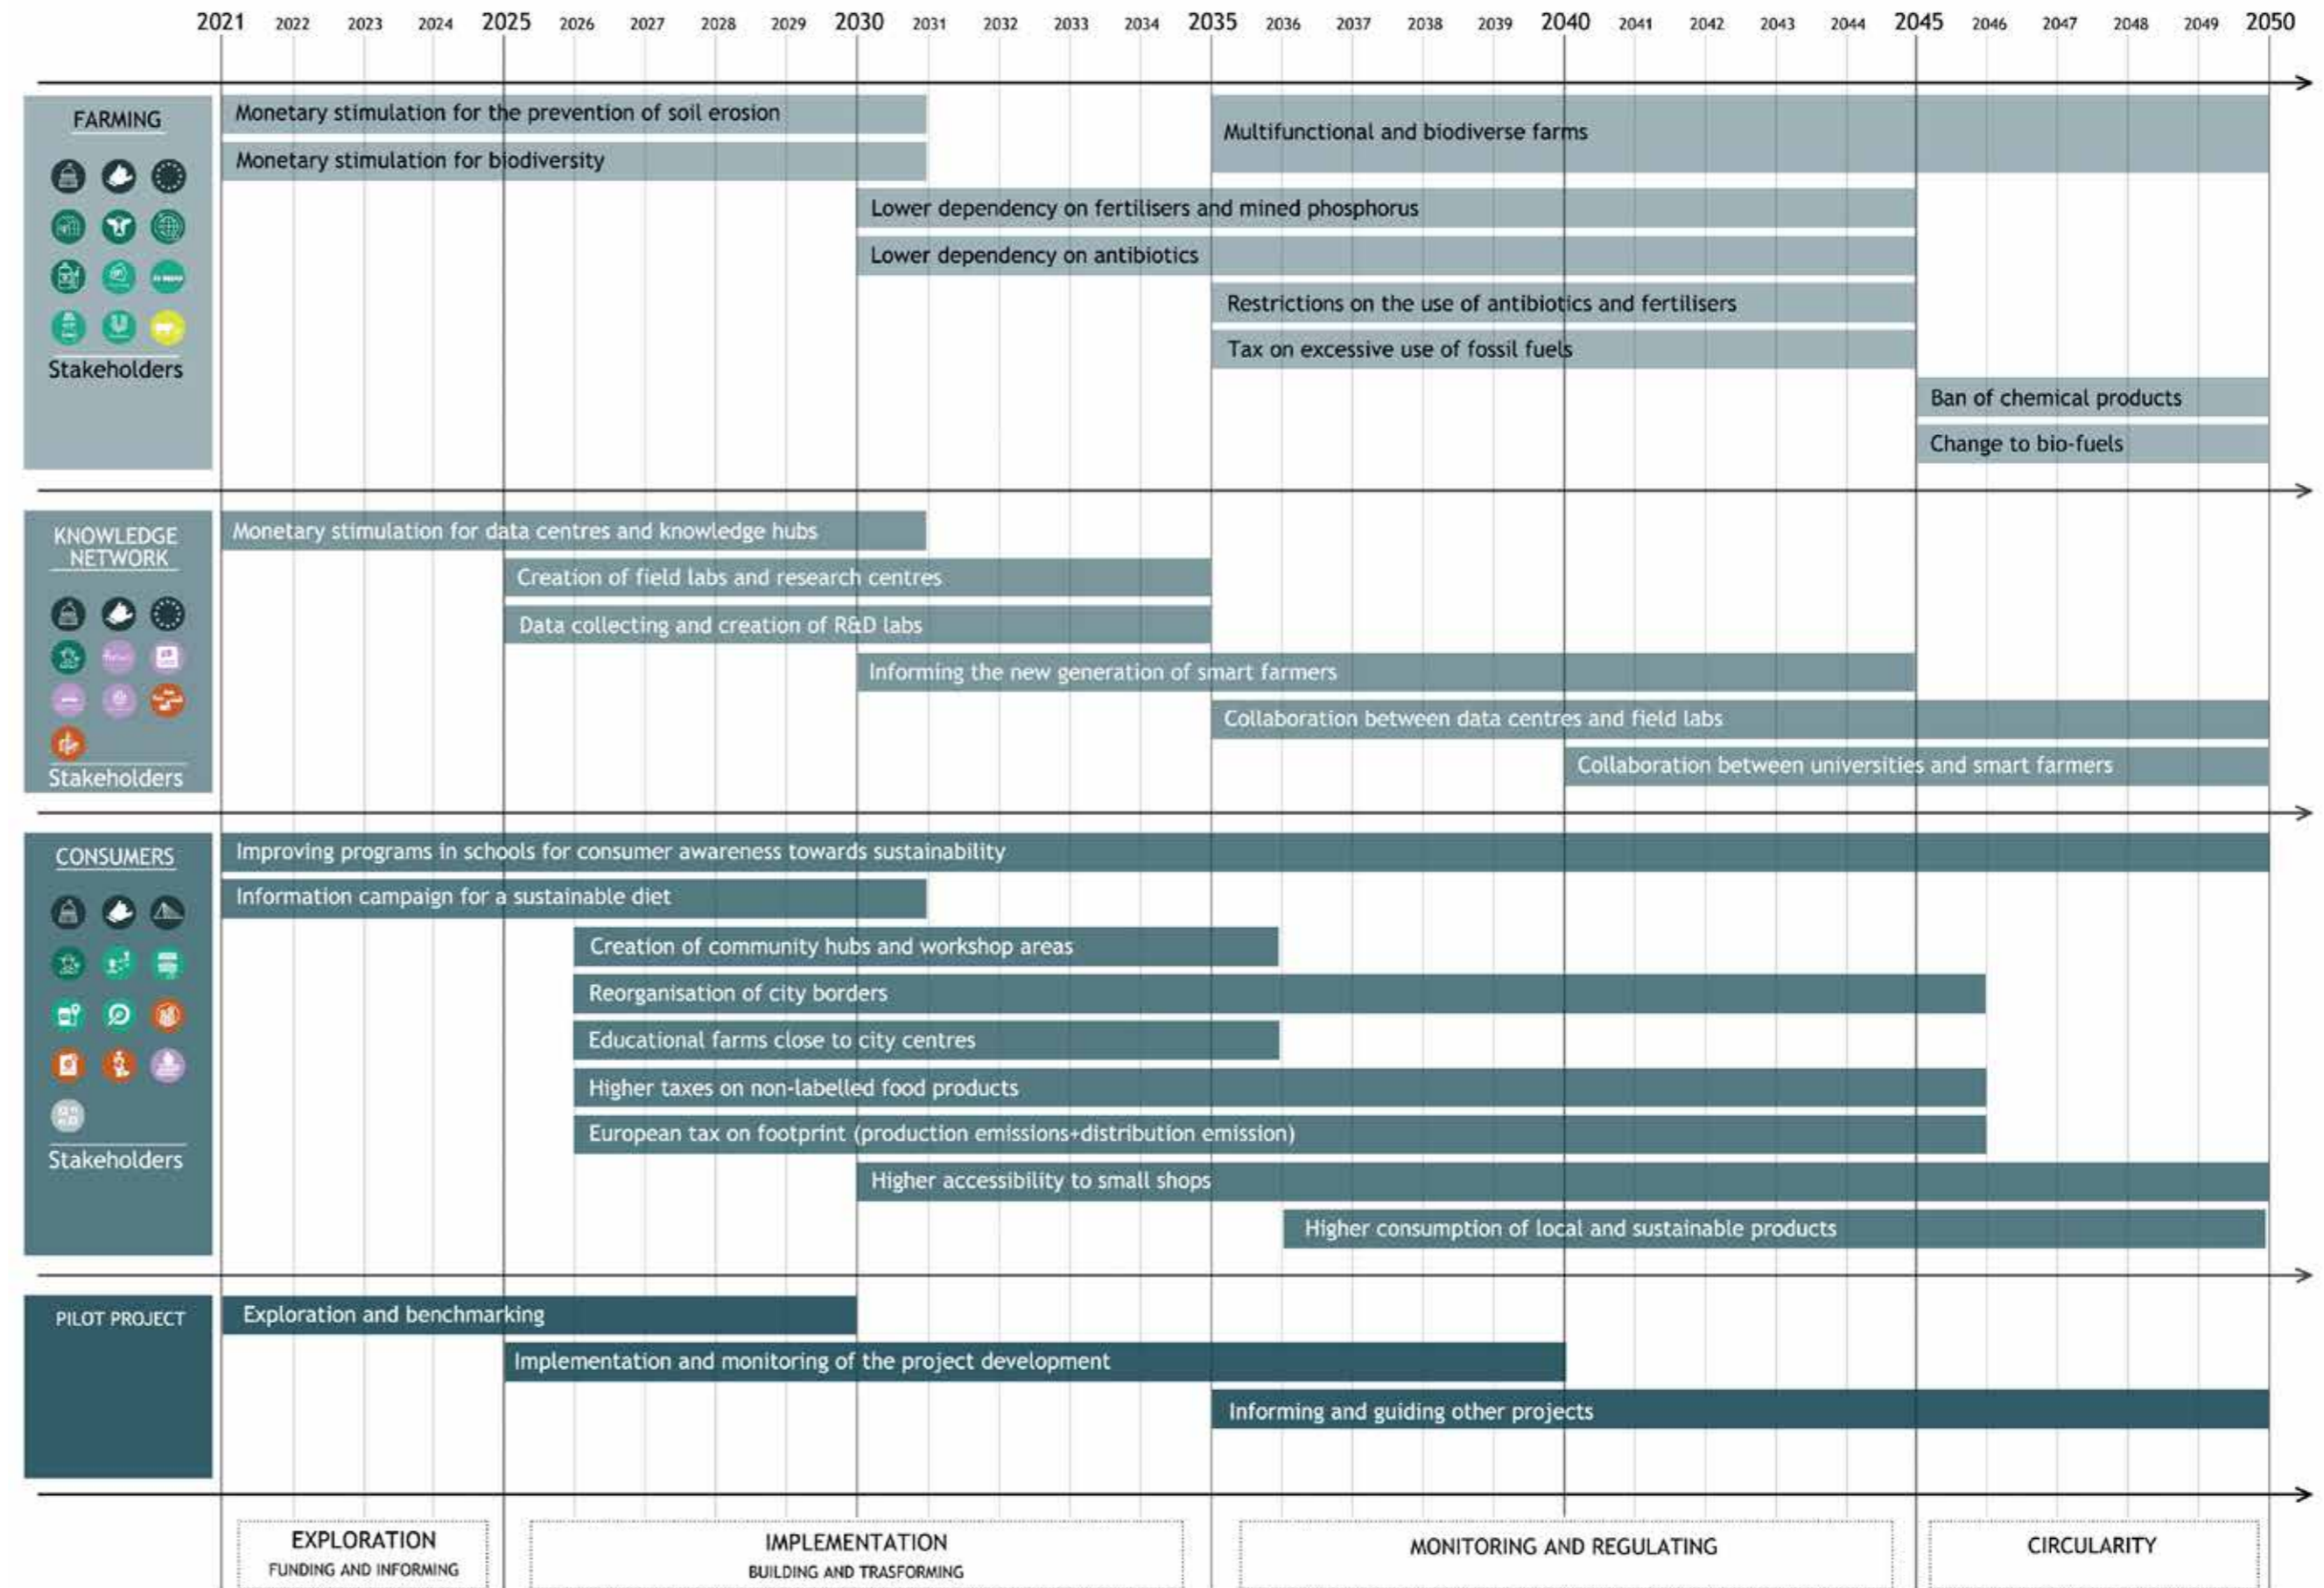 2021 2022 2023 2024 2025 2026 2027 2028 2029 2030 2031 2032 2033 2034 2035 2036 2037 2038 2039 2040 2041 2042 2043 2044 2045 2046 2047 2048 2049 2050
FARMING
Stakeholders
Monetary stimulation for the prevention of soil erosion
Multifunctional and biodiverse farms
Monetary stimulation for biodiversity
Lower dependency on fertilisers and mined phosphorus
Lower dependency on antibiotics
Restrictions on the use of antibiotics and fertilisers
Tax on excessive use of fossil fuels
Ban of chemical products
Change to bio-fuels
KNOWLEDGE
NETWORK
Stakeholders
Monetary stimulation for data centres and knowledge hubs
Creation of field labs and research centres
Data collecting and creation of R&D labs
Informing the new generation of smart farmers
Collaboration between data centres and field labs
Collaboration between universities and smart farmers
CONSUMERS
Stakeholders
Improving programs in schools for consumer awareness towards sustainability
Information campaign for a sustainable diet
Creation of community hubs and workshop areas
Reorganisation of city borders
Educational farms close to city centres
Higher taxes on non-labelled food products
European tax on footprint (production emissions+distribution emission)
Higher accessibility to small shops
Higher consumption of local and sustainable products
PILOT PROJECT
Exploration and benchmarking
Implementation and monitoring of the project development
Informing and guiding other projects
EXPLORATION
FUNDING AND INFORMING
IMPLEMENTATION
BUILDING AND TRASFORMING
MONITORING AND REGULATING
CIRCULARITY